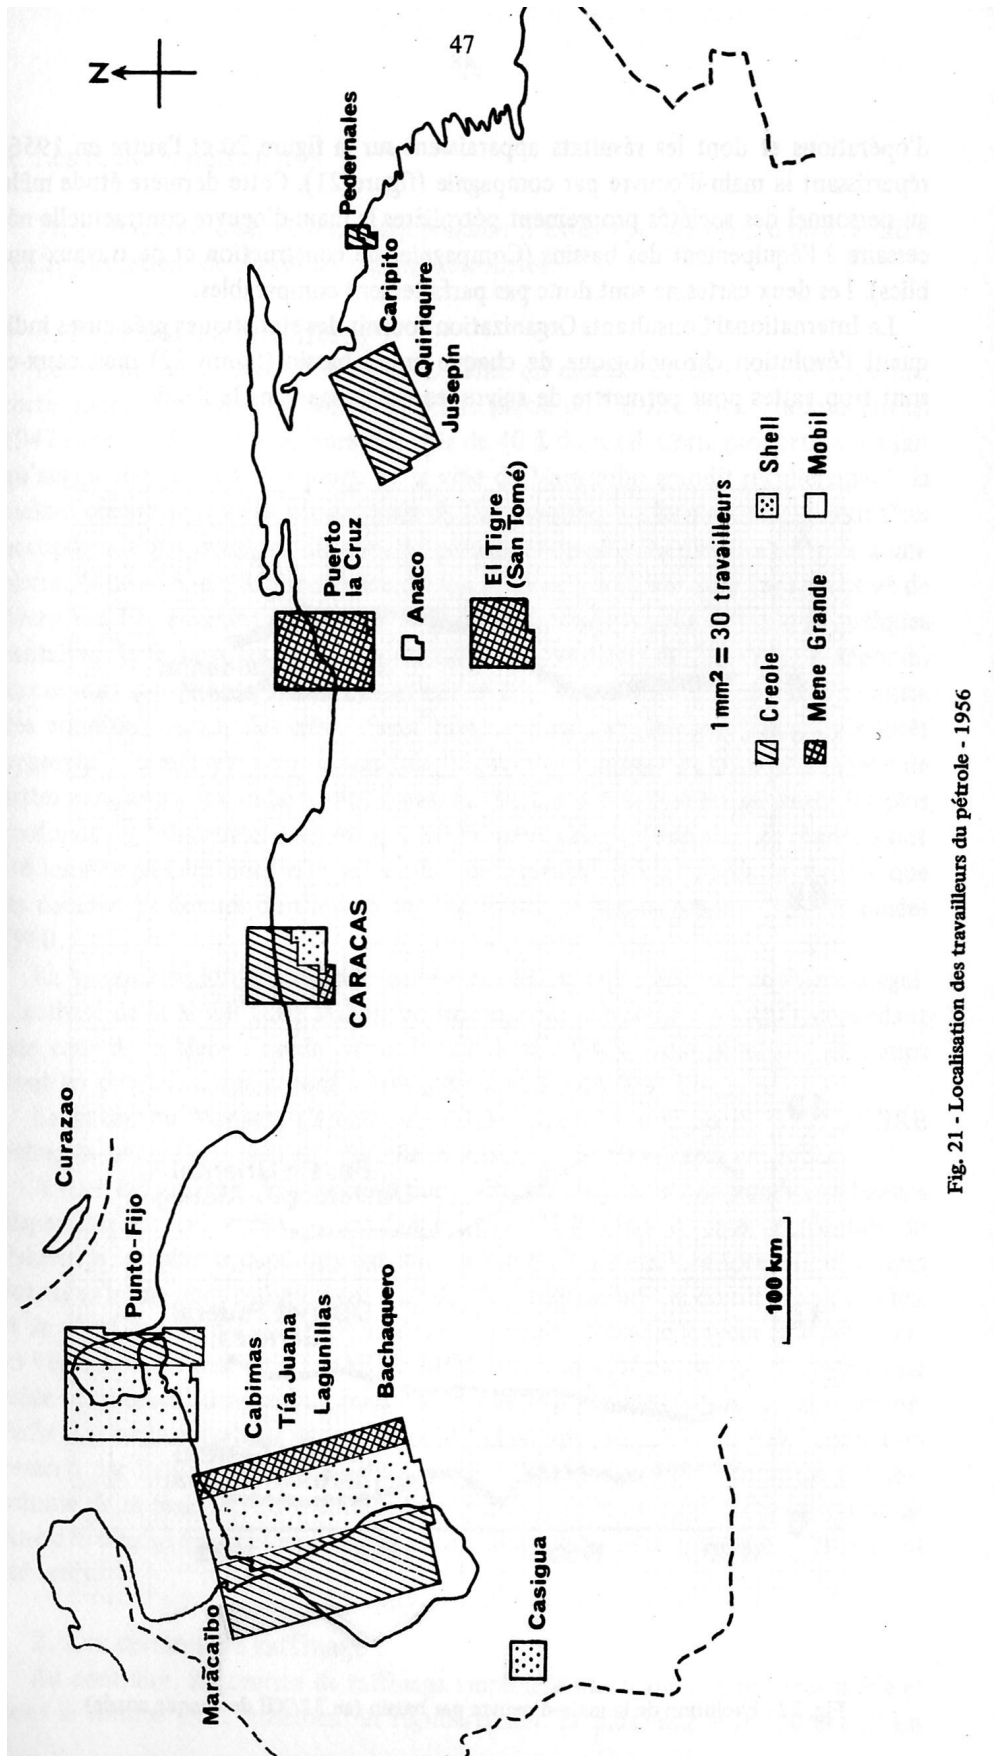 47
N
Curazao
Punto-Fijo
Maracaïbo
Cabimas
Tía Juana
Lagunillas
Bachaquero
Casigua
CARACAS
Puerto
la Cruz
Anaco
El Tigre
(San Tomé)
Pedernales
Caripito
Quiriquire
Jusepín
100 km
1 mm² = 30 travailleurs
Creole
Shell
Mene Grande
Mobil
Fig. 21 - Localisation des travailleurs du pétrole - 1956